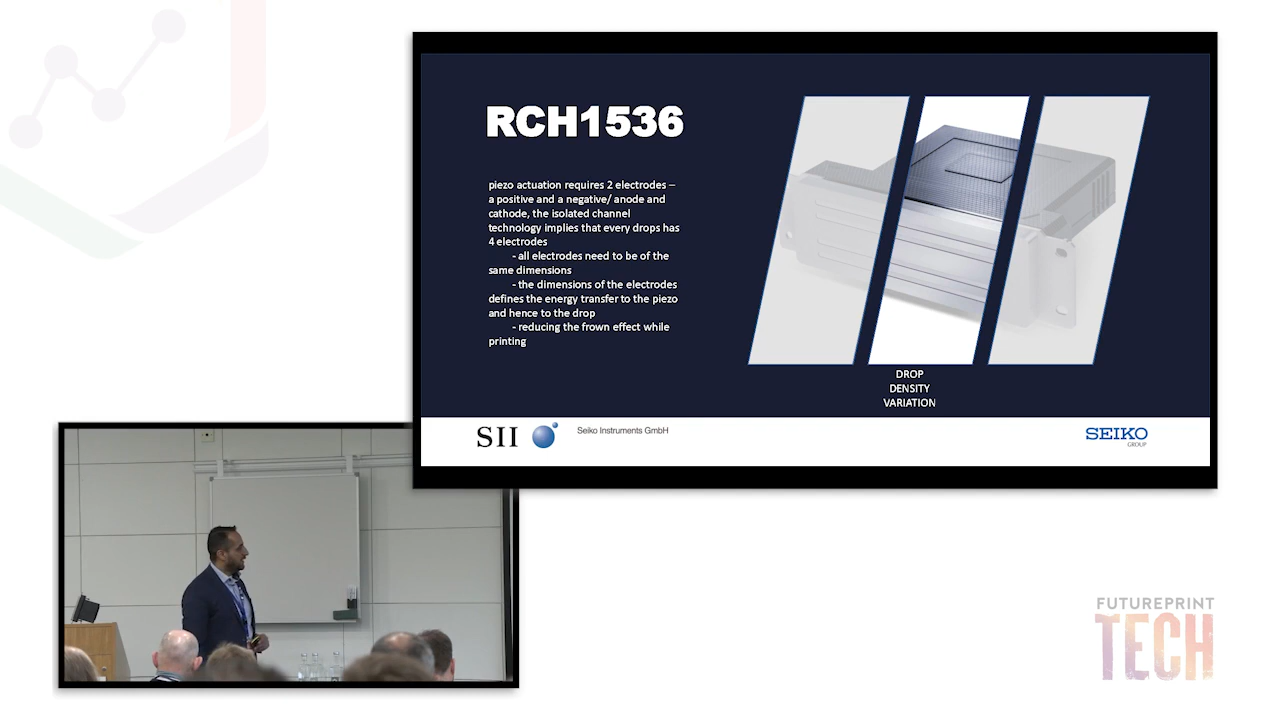 RCH1536
piezo actuation requires 2 electrodes –
a positive and a negative/ anode and
cathode, the isolated channel
technology implies that every drops has
4 electrodes
- all electrodes need to be of the
same dimensions
- the dimensions of the electrodes
defines the energy transfer to the piezo
and hence to the drop
- reducing the frown effect while
printing
DROP
DENSITY
VARIATION
SII
Seiko Instruments GmbH
SEIKO
GROUP
FUTUREPRINT
TECH